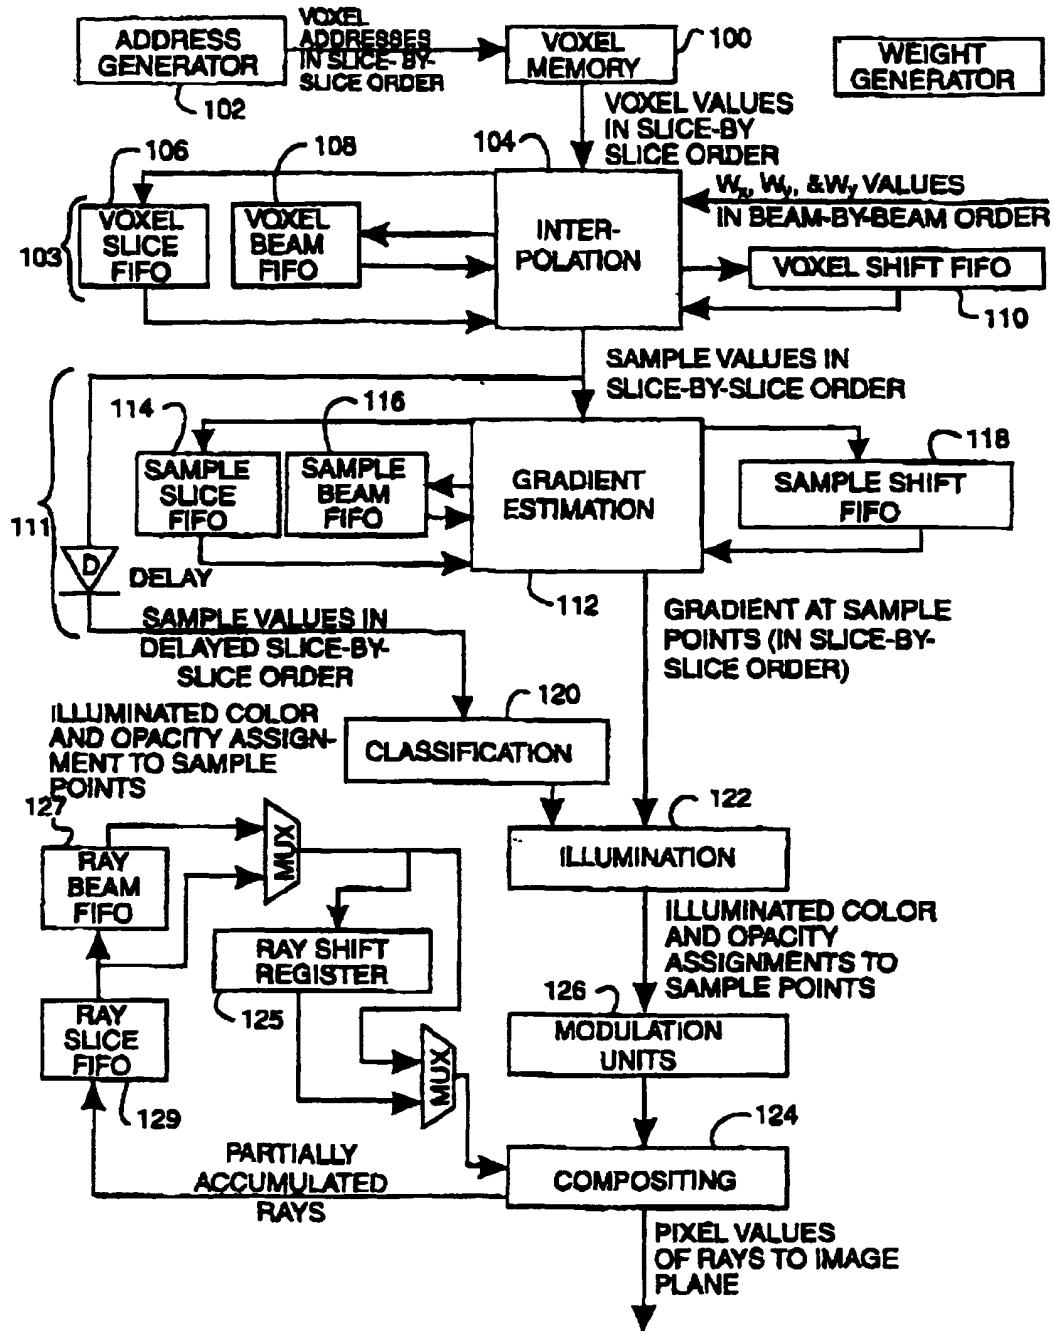 ADDRESS
GENERATOR
102
VOXEL
ADDRESSES
IN SLICE-BY-
SLICE ORDER
VOXEL
MEMORY
100
WEIGHT
GENERATOR
VOXEL VALUES
IN SLICE-BY
SLICE ORDER
106
108
104
103
VOXEL
SLICE
FIFO
VOXEL
BEAM
FIFO
INTER-
POLATION
Wx, Wy, &Wy VALUES
IN BEAM-BY-BEAM ORDER
VOXEL SHIFT FIFO
110
SAMPLE VALUES IN
SLICE-BY-SLICE ORDER
111
114
116
118
SAMPLE
SLICE
FIFO
SAMPLE
BEAM
FIFO
GRADIENT
ESTIMATION
SAMPLE SHIFT
FIFO
D
DELAY
112
SAMPLE VALUES IN
DELAYED SLICE-BY-
SLICE ORDER
GRADIENT AT SAMPLE
POINTS (IN SLICE-BY-
SLICE ORDER)
120
CLASSIFICATION
ILLUMINATED COLOR
AND OPACITY ASSIGN-
MENT TO SAMPLE
POINTS
127
RAY
BEAM
FIFO
MUX
122
ILLUMINATION
RAY SHIFT
REGISTER
125
ILLUMINATED COLOR
AND OPACITY
ASSIGNMENTS TO
SAMPLE POINTS
RAY
SLICE
FIFO
129
MUX
126
MODULATION
UNITS
124
COMPOSITING
PARTIALLY
ACCUMULATED
RAYS
PIXEL VALUES
OF RAYS TO IMAGE
PLANE